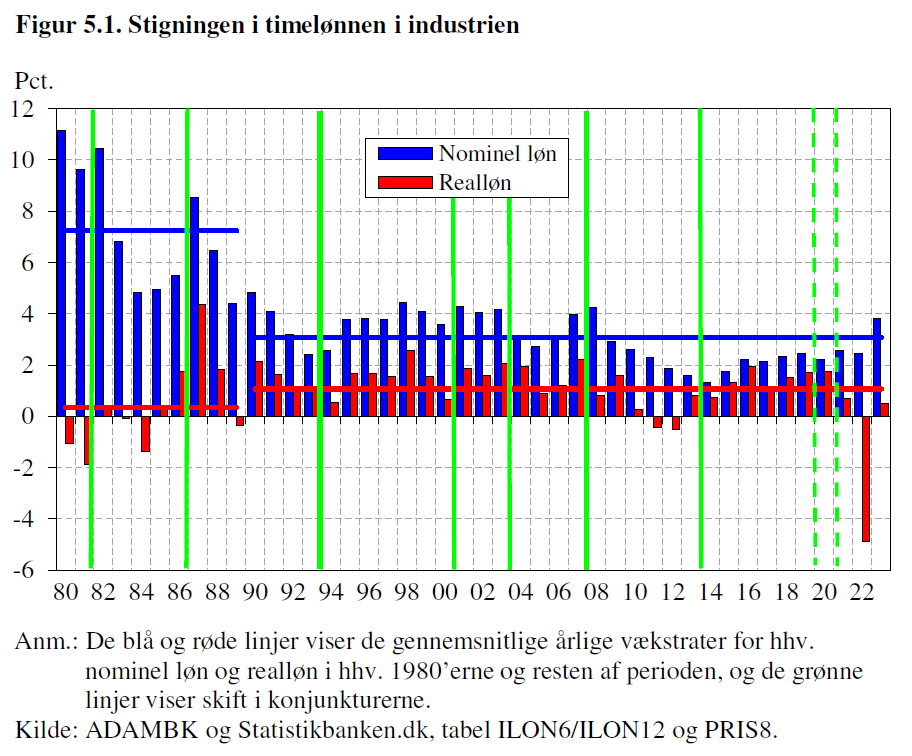 Figur 5.1. Stigningen i timelønnen i industrien
Pct.
12
10
8
6
4
2
0
-2
-4
-6
Nominel løn
Realløn
80 82 84 86 88 90 92 94 96 98 00 02 04 06 08 10 12 14 16 18 20 22
Anm.: De blå og røde linjer viser de gennemsnitlige årlige vækstrater for hhv.
nominel løn og realløn i hhv. 1980’erne og resten af perioden, og de grønne
linjer viser skift i konjunkturerne.
Kilde: ADAMBK og Statistikbanken.dk, tabel ILON6/ILON12 og PRIS8.